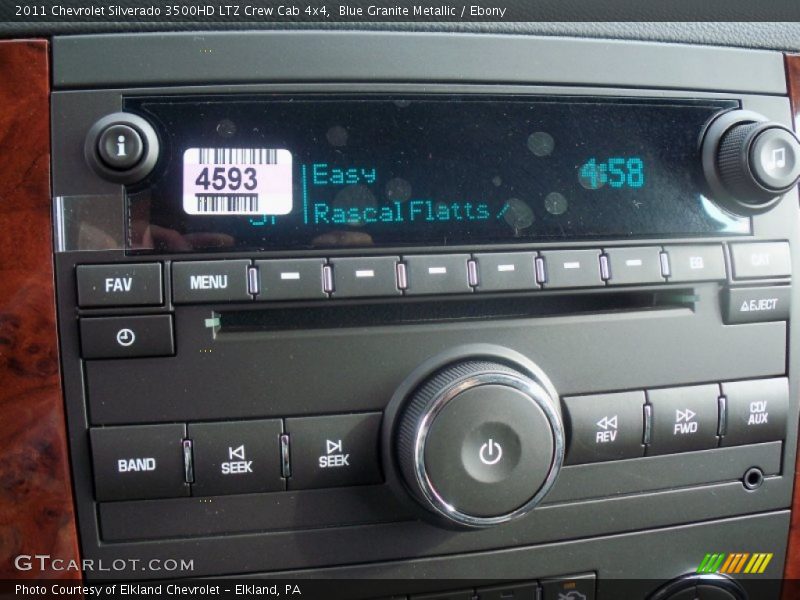 2011 Chevrolet Silverado 3500HD LTZ Crew Cab 4x4, Blue Granite Metallic / Ebony
i
4593
Easy
4:58
Rascal Flatts /
FAV
MENU
EQ
CAT
EJECT
BAND
SEEK
SEEK
REV
FWD
CD/
AUX
GTCARLOT.COM
Photo Courtesy of Elkland Chevrolet - Elkland, PA